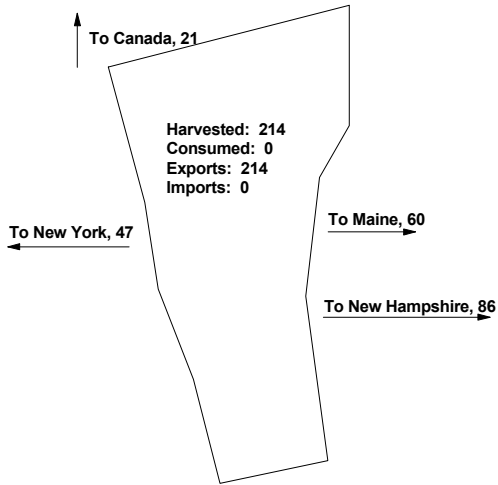 To Canada, 21
Harvested: 214
Consumed: 0
Exports: 214
Imports: 0
To New York, 47
To Maine, 60
To New Hampshire, 86